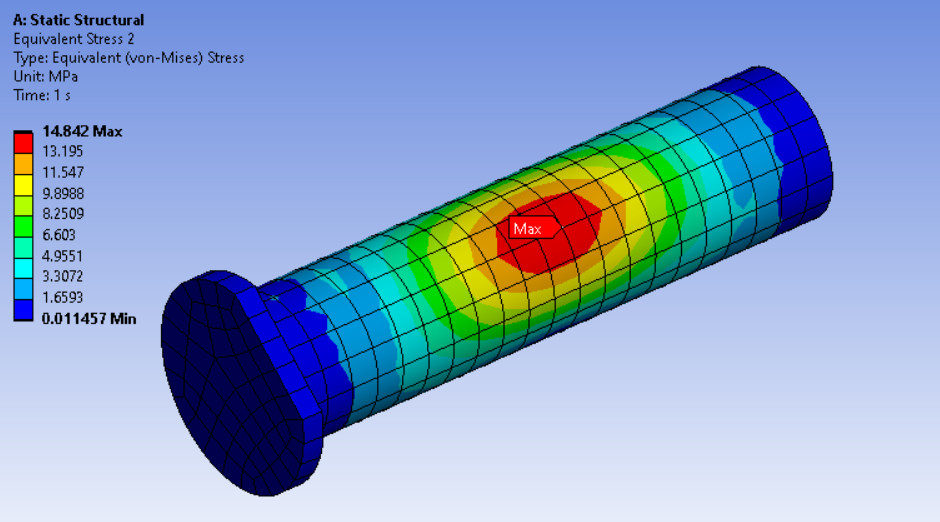 A: Static Structural
Equivalent Stress 2
Type: Equivalent (von-Mises) Stress
Unit: MPa
Time: 1 s
14.842 Max
13.195
11.547
9.8988
8.2509
6.603
4.9551
3.3072
1.6593
0.011457 Min
Max